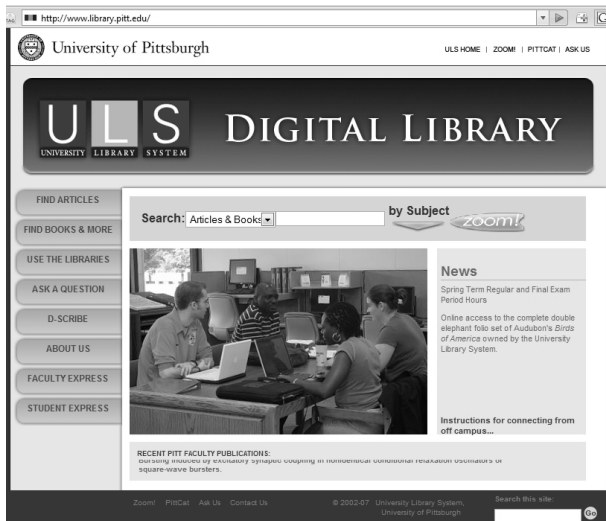 http://www.library.pitt.edu/
University of Pittsburgh
ULS HOME | ZOOM! | PITTCAT | ASK US
ULS
UNIVERSITY LIBRARY SYSTEM
DIGITAL LIBRARY
FIND ARTICLES
FIND BOOKS & MORE
USE THE LIBRARIES
ASK A QUESTION
D-SCRIBE
ABOUT US
FACULTY EXPRESS
STUDENT EXPRESS
Search: Articles & Books by Subject zoom!
News
Spring Term Regular and Final Exam
Period Hours
Online access to the complete double
elephant folio set of Audubon's Birds
of America owned by the University
Library System.
Instructions for connecting from
off campus...
RECENT PITT FACULTY PUBLICATIONS:
Bursting induced by excitatory synaptic coupling in nonidentical conditional relaxation oscillators or
square-wave bursters.
Zoom! PittCat Ask Us Contact Us
© 2002-07 University Library System,
University of Pittsburgh
Search this site:
Go